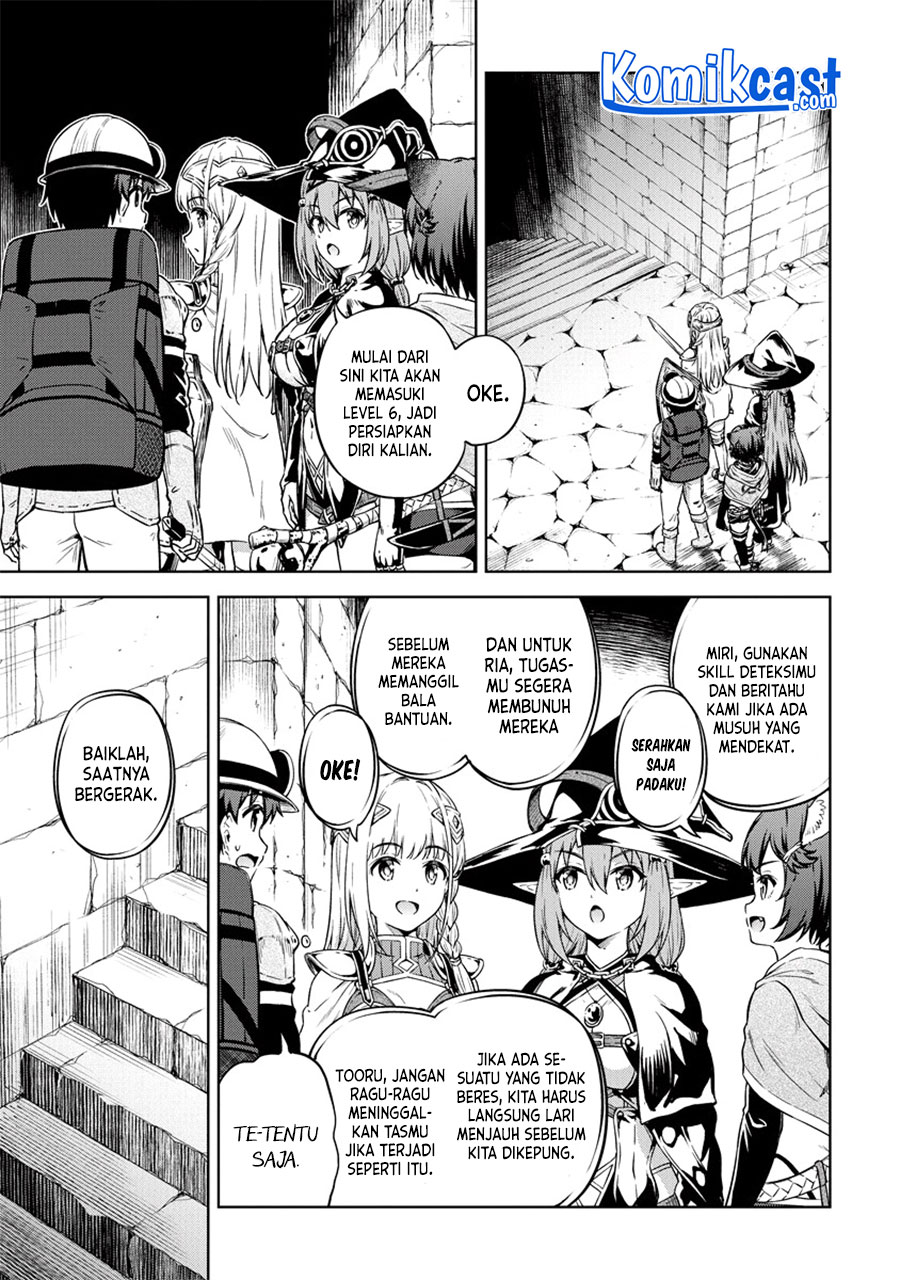 Komikcast
.com
OKE.
MULAI DARI
SINI KITA AKAN
MEMASUKI
LEVEL 6, JADI
PERSIAPKAN
DIRI KALIAN.
MIRI, GUNAKAN
SKILL DETEKSIMU
DAN BERITAHU
KAMI JIKA ADA
MUSUH YANG
MENDEKAT.
SERAHKAN
SAJA
PADAKU!
DAN UNTUK
RIA, TUGAS-
MU SEGERA
MEMBUNUH
MEREKA
SEBELUM
MEREKA
MEMANGGIL
BALA
BANTUAN.
OKE!
JIKA ADA SE-
SUATU YANG TIDAK
BERES, KITA HARUS
LANGSUNG LARI
MENJAUH SEBELUM
KITA DIKEPUNG.
TOORU, JANGAN
RAGU-RAGU
MENINGGAL-
KAN TASMU
JIKA TERJADI
SEPERTI ITU.
TE-TENTU
SAJA.
BAIKLAH,
SAATNYA
BERGERAK.